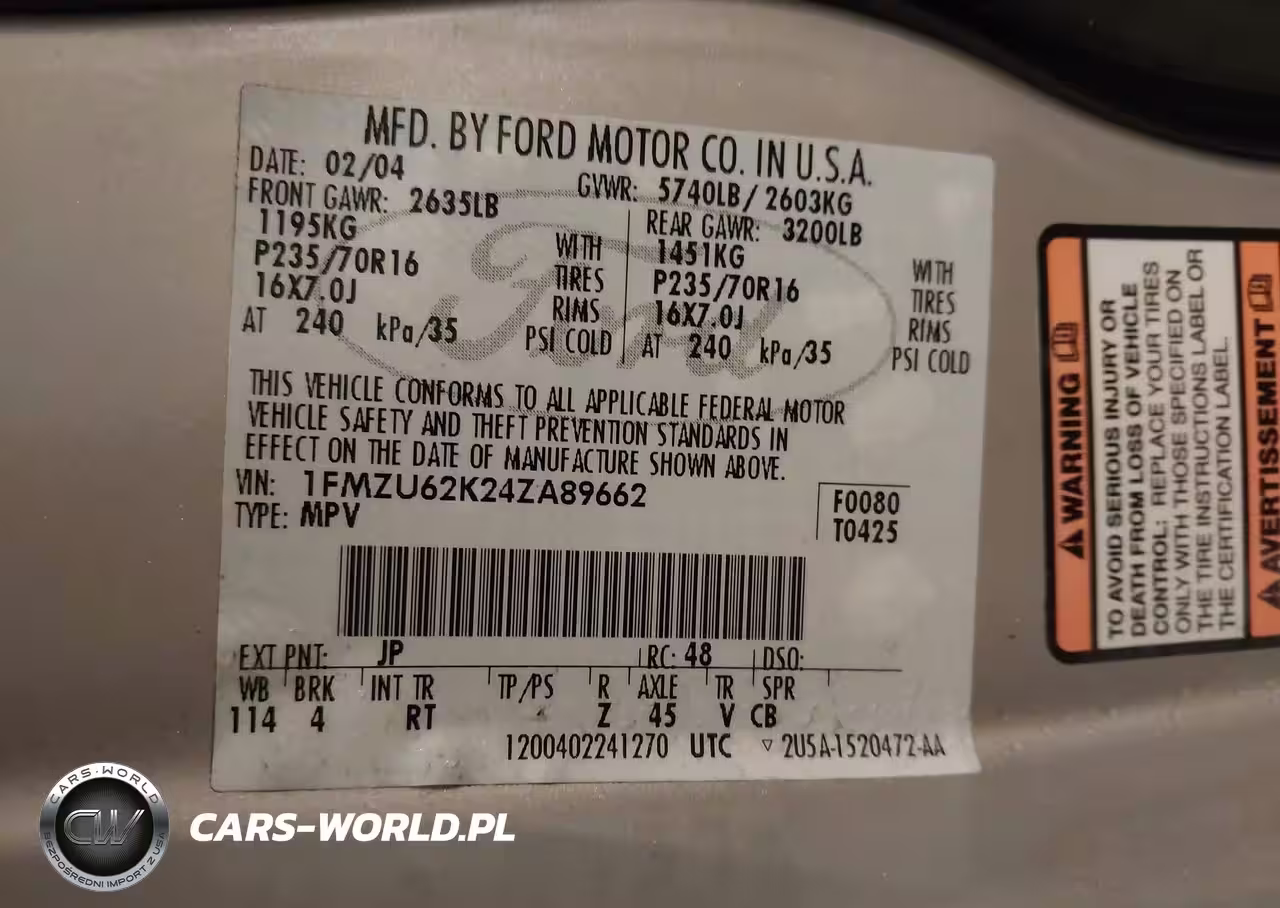 MFD. BY FORD MOTOR CO. IN U.S.A.
DATE: 02/04 GVWR: 5740LB/ 2603KG
FRONT GAWR: 2635LB REAR GAWR: 3200LB
1195KG WITH 1451KG WITH
P235/70R16 TIRES P235/70R16 TIRES
16X7.0J RIMS 16X7.0J RIMS
AT 240 kPa/35 PSI COLD AT 240 kPa/35 PSI COLD
Ford
THIS VEHICLE CONFORMS TO ALL APPLICABLE FEDERAL MOTOR
VEHICLE SAFETY AND THEFT PREVENTION STANDARDS IN
EFFECT ON THE DATE OF MANUFACTURE SHOWN ABOVE.
VIN: 1FMZU62K24ZA89662 F0080
TYPE: MPV T0425
EXT PNT: JP RC: 48 DSO:
WB BRK INT TR TP/PS R AXLE TR SPR
114 4 RT Z 45 V CB
1200402241270 UTC ▽ 2U5A-1520472-AA
WARNING
TO AVOID SERIOUS INJURY OR
DEATH FROM LOSS OF VEHICLE
CONTROL: REPLACE YOUR TIRES
ONLY WITH THOSE SPECIFIED ON
THE TIRE INSTRUCTIONS LABEL OR
THE CERTIFICATION LABEL.
AVERTISSEMENT
CARS-WORLD
CW
BEZPOŚREDNI IMPORT Z USA
CARS-WORLD.PL